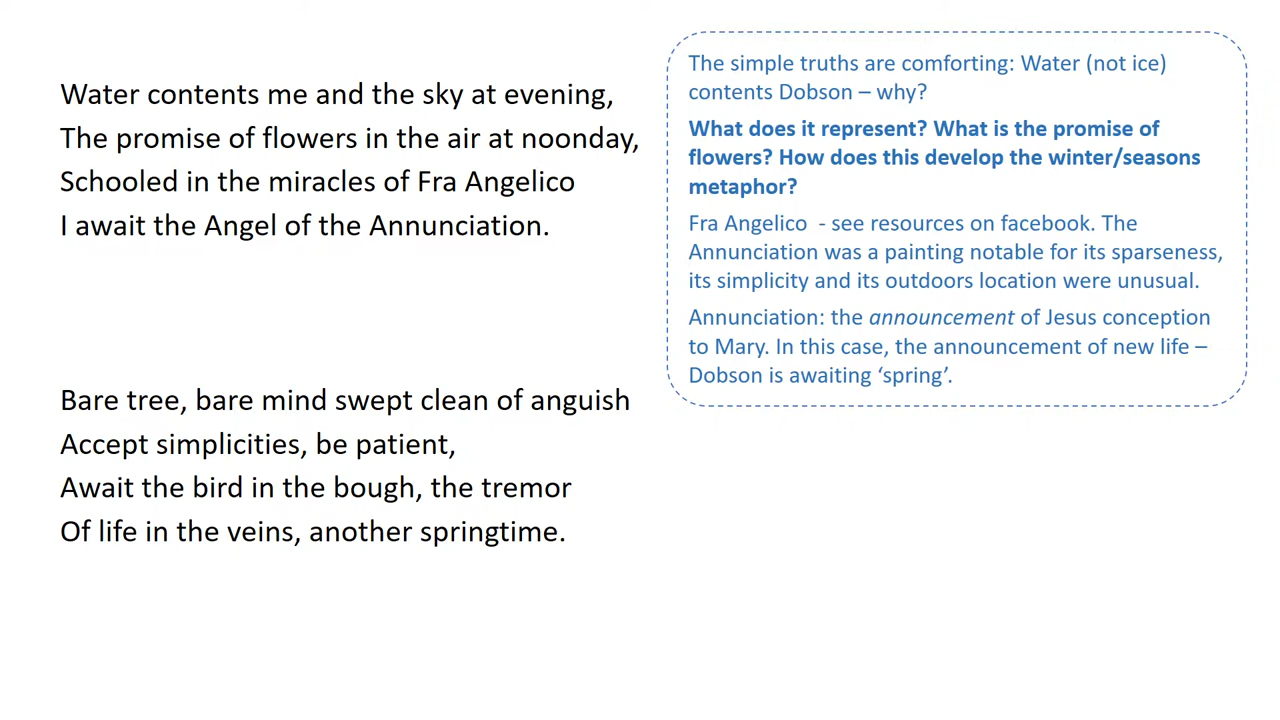 Water contents me and the sky at evening,
The promise of flowers in the air at noonday,
Schooled in the miracles of Fra Angelico
I await the Angel of the Annunciation.
Bare tree, bare mind swept clean of anguish
Accept simplicities, be patient,
Await the bird in the bough, the tremor
Of life in the veins, another springtime.
The simple truths are comforting: Water (not ice)
contents Dobson – why?
What does it represent? What is the promise of
flowers? How does this develop the winter/seasons
metaphor?
Fra Angelico  - see resources on facebook. The
Annunciation was a painting notable for its sparseness,
its simplicity and its outdoors location were unusual.
Annunciation: the announcement of Jesus conception
to Mary. In this case, the announcement of new life –
Dobson is awaiting ‘spring’.